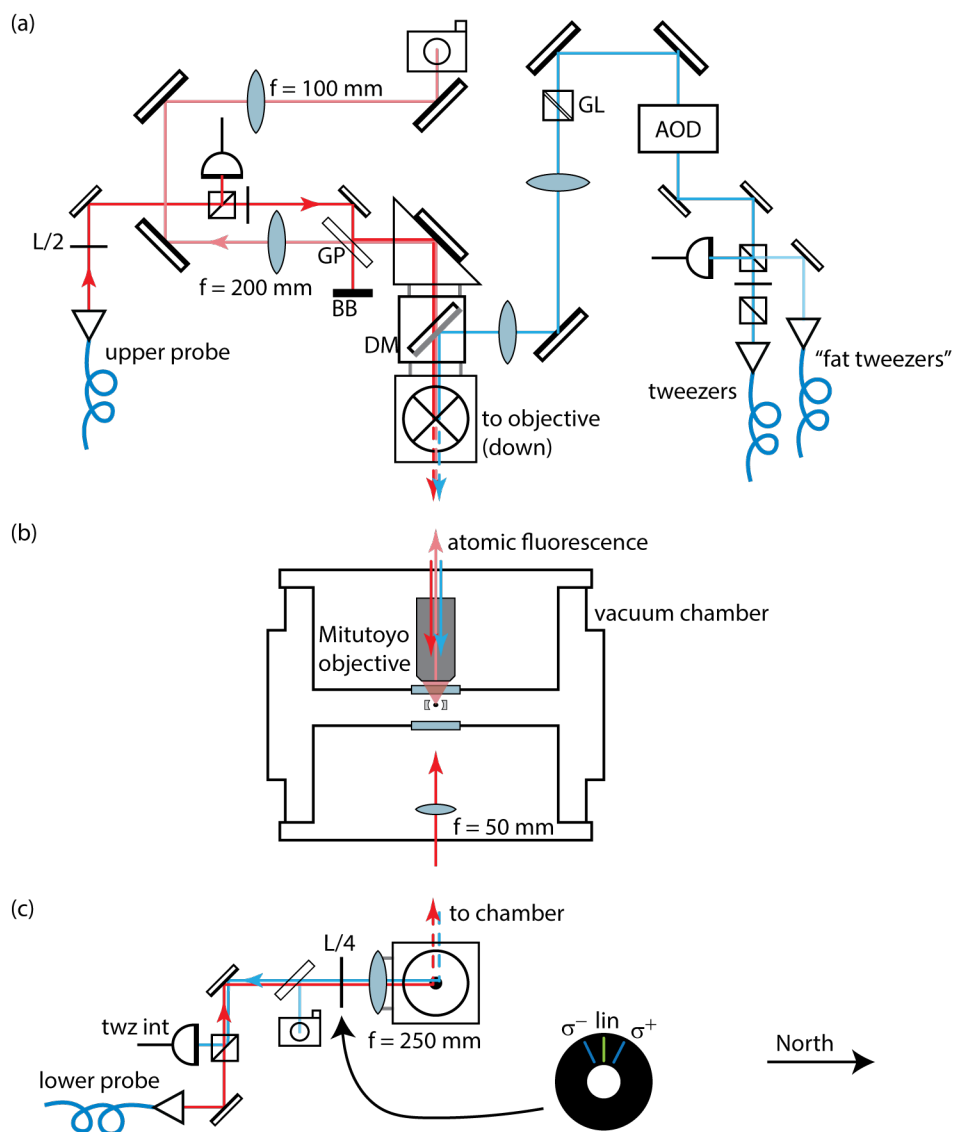 (a)
f = 100 mm
GL
AOD
L/2
GP
f = 200 mm
BB
DM
upper probe
"fat tweezers"
tweezers
to objective
(down)
(b)
atomic fluorescence
vacuum chamber
Mitutoyo
objective
f = 50 mm
(c)
to chamber
L/4
twz int
f = 250 mm
σ⁻ lin σ⁺
North
lower probe